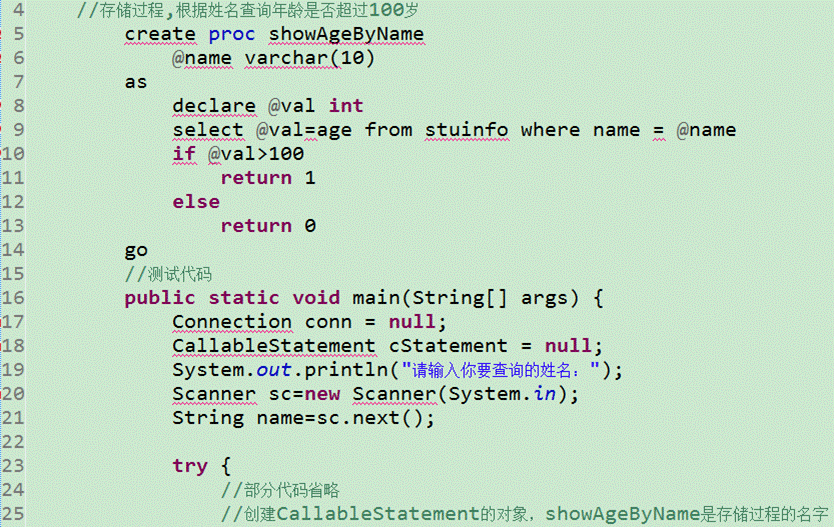 4 //存储过程,根据姓名查询年龄是否超过100岁
5 create proc showAgeByName
6 @name varchar(10)
7 as
8 declare @val int
9 select @val=age from stuinfo where name = @name
10 if @val>100
11 return 1
12 else
13 return 0
14 go
15 //测试代码
16 public static void main(String[] args) {
17 Connection conn = null;
18 CallableStatement cStatement = null;
19 System.out.println("请输入你要查询的姓名：");
20 Scanner sc=new Scanner(System.in);
21 String name=sc.next();
22
23 try {
24 //部分代码省略
25 //创建CallableStatement的对象，showAgeByName是存储过程的名字